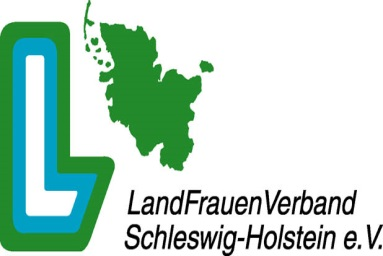 L
LandFrauenVerband
Schleswig-Holstein e.V.